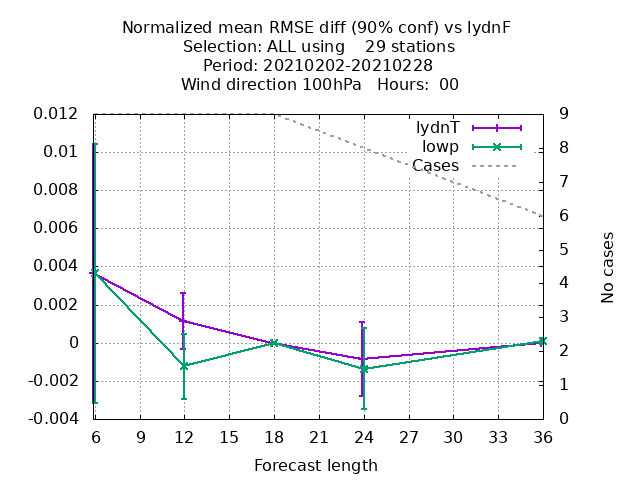 Normalized mean RMSE diff (90% conf) vs lydnF
Selection: ALL using    29 stations
Period: 20210202-20210228
Wind direction 100hPa   Hours:  00
0.012
0.01
0.008
0.006
0.004
0.002
0
-0.002
-0.004
9
8
7
6
5
4
3
2
1
0
lydnT
lowp
Cases
No cases
6 9 12 15 18 21 24 27 30 33 36
Forecast length